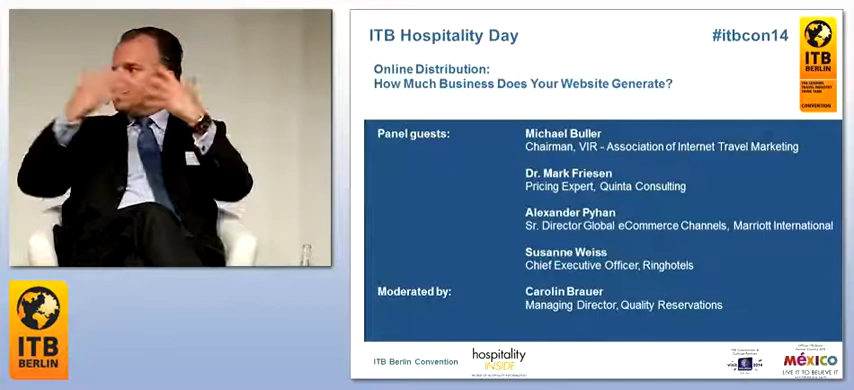 ITB Hospitality Day
#itbcon14
Online Distribution:
How Much Business Does Your Website Generate?
ITB
BERLIN
CONVENTION
Panel guests:
Michael Buller
Chairman, VIR - Association of Internet Travel Marketing
Dr. Mark Friesen
Pricing Expert, Quinta Consulting
Alexander Pyhan
Sr. Director Global eCommerce Channels, Marriott International
Susanne Weiss
Chief Executive Officer, Ringhotels
Moderated by:
Carolin Brauer
Managing Director, Quality Reservations
ITB
BERLIN
ITB Berlin Convention
hospitality
INSIDE
MÉXICO
LIVE IT TO BELIEVE IT